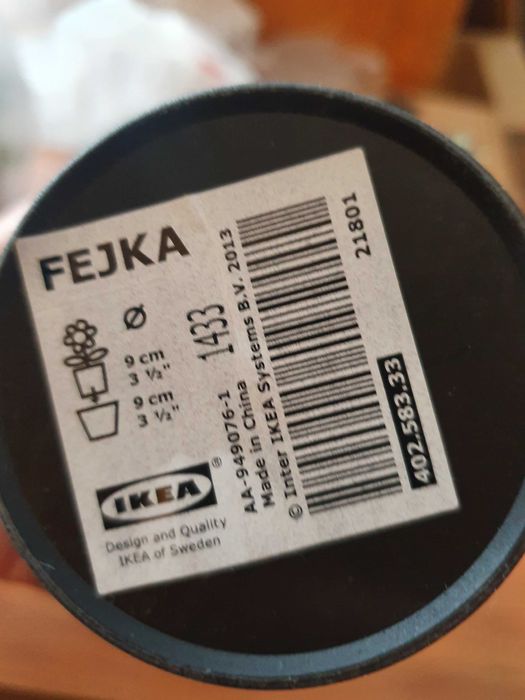 FEJKA
Ø
9 cm
3 ½"
9 cm
3 ½"
1433
IKEA®
Design and Quality
IKEA of Sweden
AA-949076-1
Made in China
© Inter IKEA Systems B.V. 2013
21801
402.583.33